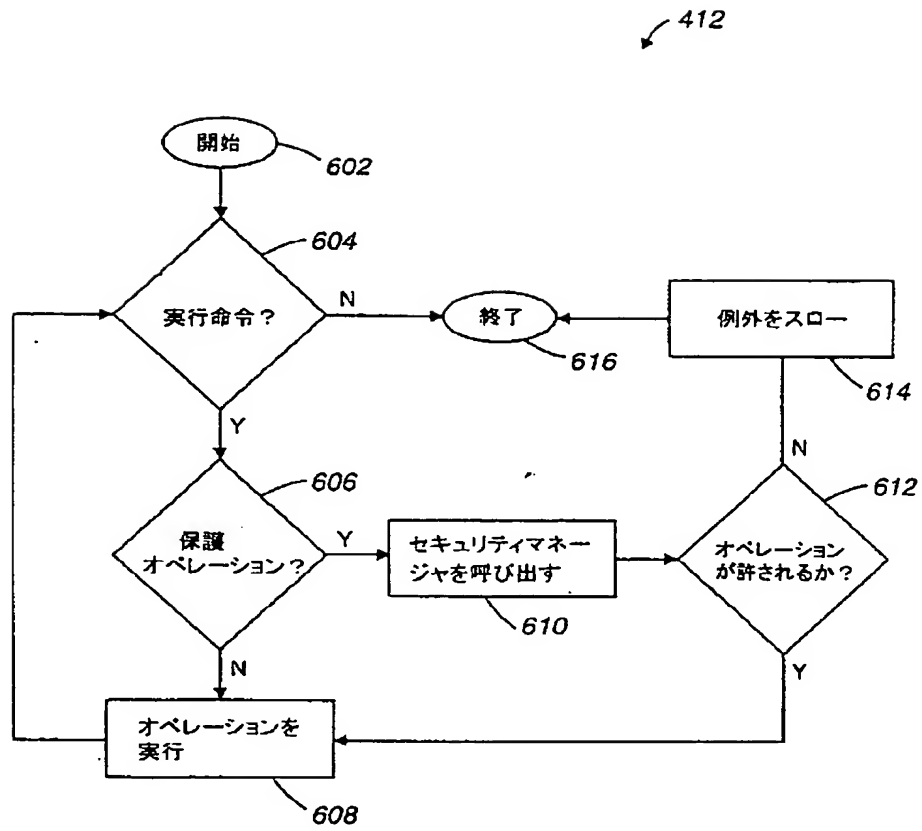 412
開始
602
604
実行命令?
N
終了
616
例外をスロー
614
Y
N
606
612
保護
オペレーション?
Y
セキュリティマネー
ジャを呼び出す
610
オペレーション
が許されるか?
N
Y
オペレーションを
実行
608